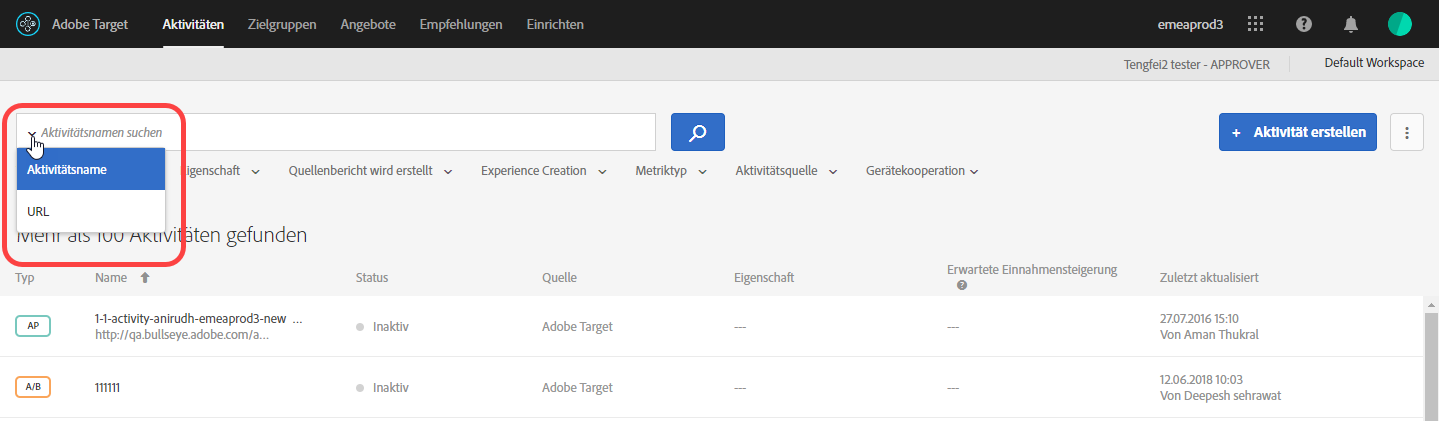 Adobe Target Aktivitäten Zielgruppen Angebote Empfehlungen Einrichten emeaprod3
Tengfei2 tester - APPROVER Default Workspace
Aktivitätsnamen suchen + Aktivität erstellen
Aktivitätsname
Eigenschaft Quellenbericht wird erstellt Experience Creation Metriktyp Aktivitätsquelle Gerätekooperation
URL
Mehr als 100 Aktivitäten gefunden
Typ Name Status Quelle Eigenschaft Erwartete Einnahmensteigerung Zuletzt aktualisiert
AP 1-1-activity-anirudh-emeaprod3-new ... Inaktiv Adobe Target --- --- 27.07.2016 15:10
http://qa.bullseye.adobe.com/a... Von Aman Thukral
A/B 111111 Inaktiv Adobe Target --- --- 12.06.2018 10:03
Von Deepesh sehrawat